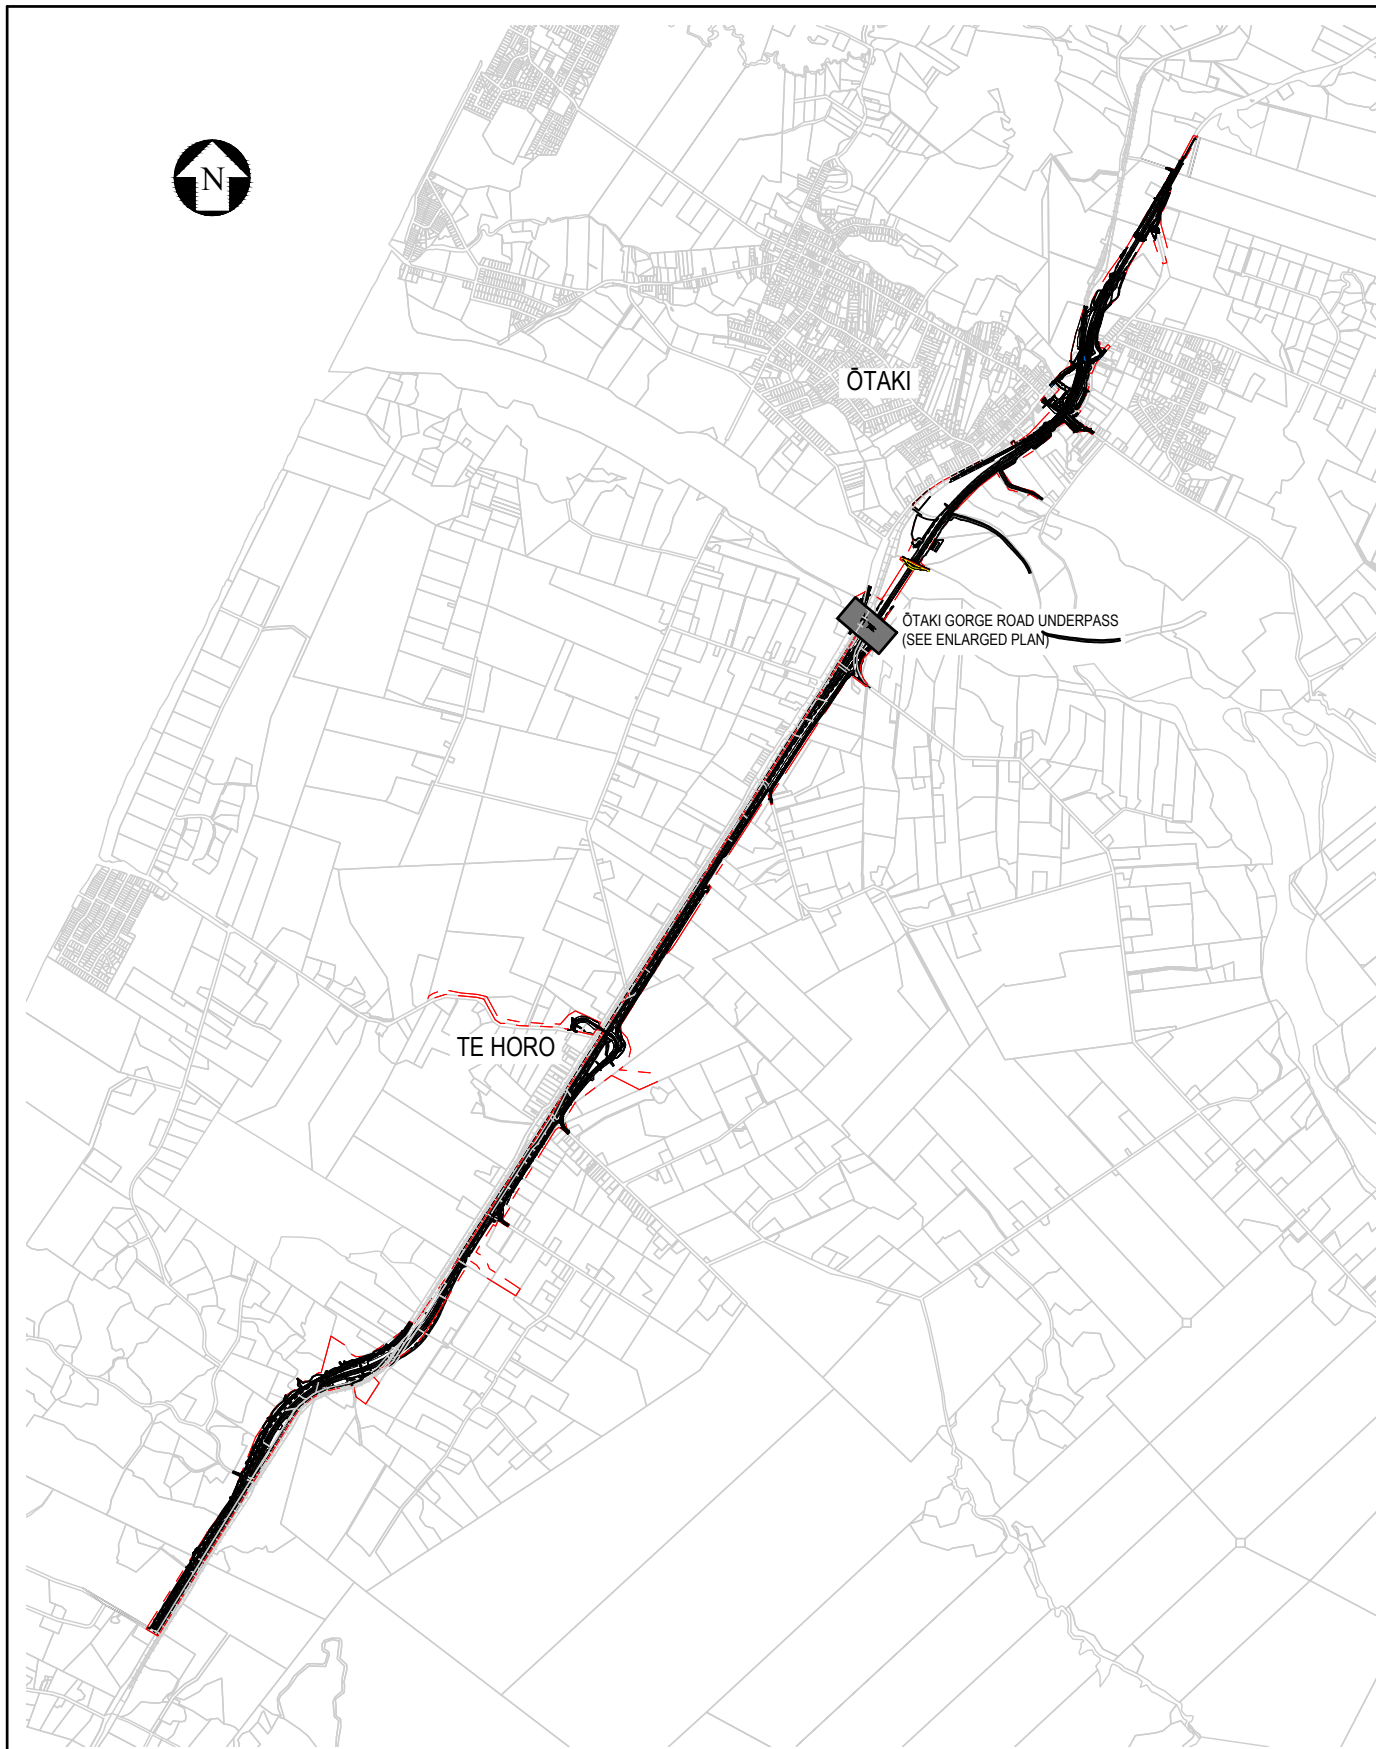 N
ŌTAKI
ŌTAKI GORGE ROAD UNDERPASS
(SEE ENLARGED PLAN)
TE HORO